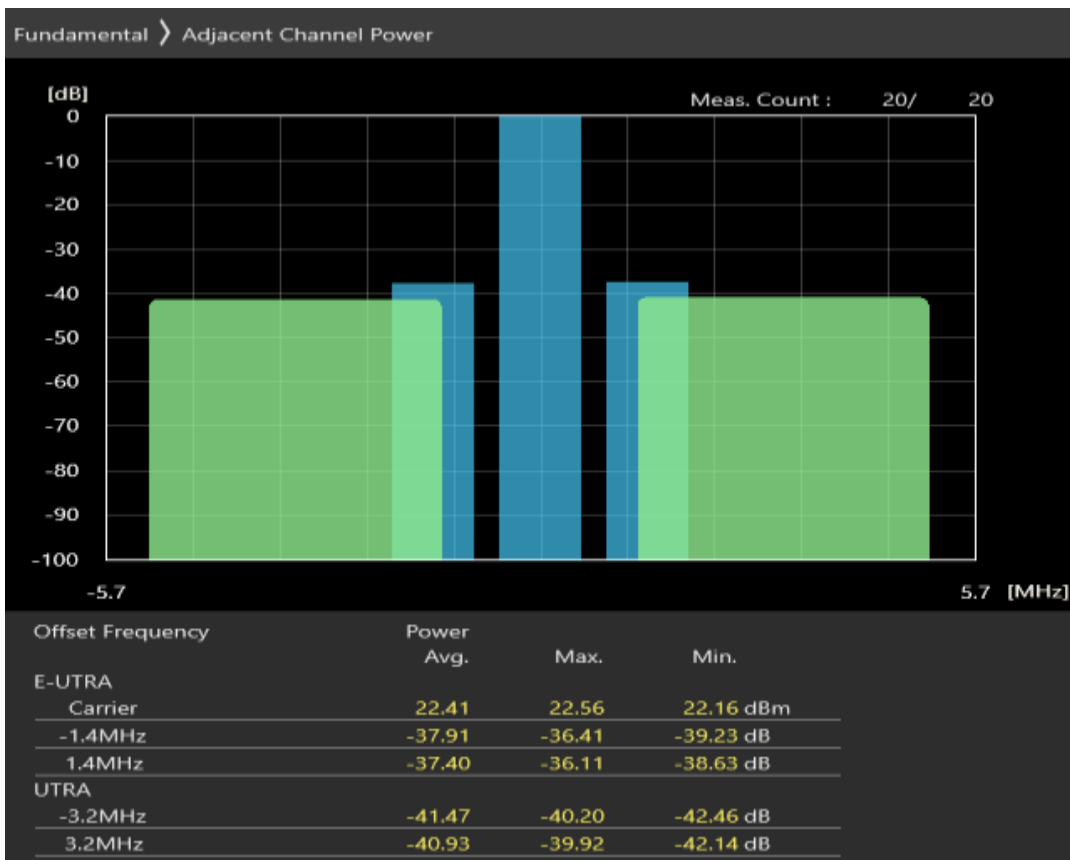 Fundamental 〉 Adjacent Channel Power
[dB]
Meas. Count : 20/ 20
0
-10
-20
-30
-40
-50
-60
-70
-80
-90
-100
-5.7 5.7 [MHz]
Offset Frequency Power
Avg. Max. Min.
E-UTRA
Carrier 22.41 22.56 22.16 dBm
-1.4MHz -37.91 -36.41 -39.23 dB
1.4MHz -37.40 -36.11 -38.63 dB
UTRA
-3.2MHz -41.47 -40.20 -42.46 dB
3.2MHz -40.93 -39.92 -42.14 dB